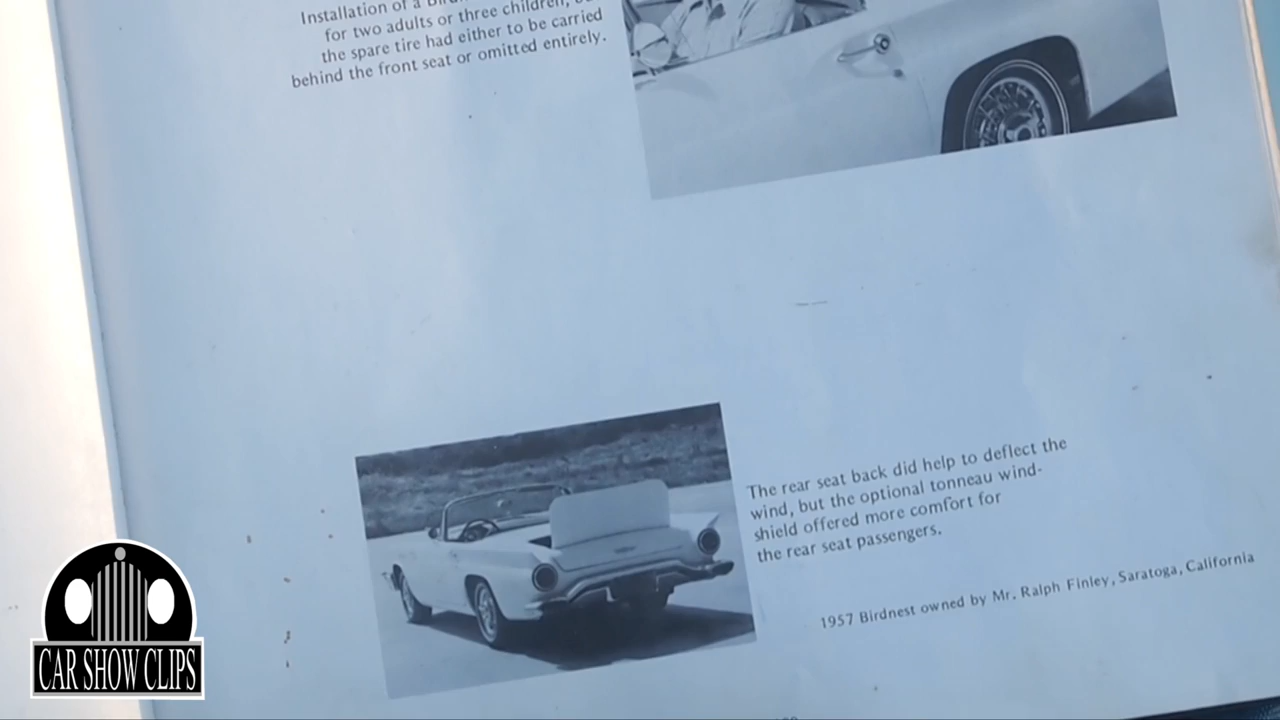 Installation of a
for two adults or three children,
the spare tire had either to be carried
behind the front seat or omitted entirely.
The rear seat back did help to deflect the
wind, but the optional tonneau wind-
shield offered more comfort for
the rear seat passengers.
1957 Birdnest owned by Mr. Ralph Finley, Saratoga, California
CAR SHOW CLIPS